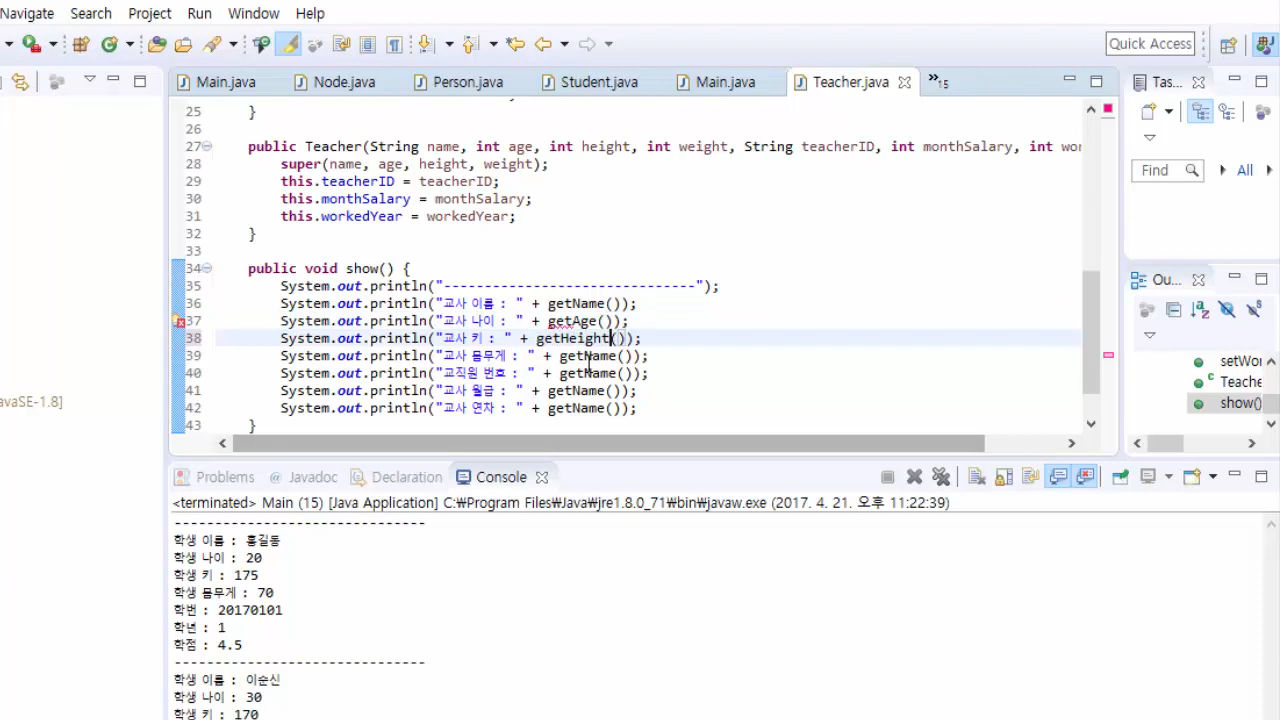 Navigate Search Project Run Window Help
Quick Access
Main.java Node.java Person.java Student.java Main.java Teacher.java »15 Tas...
25 }
26
27 public Teacher(String name, int age, int height, int weight, String teacherID, int monthSalary, int wor
28 super(name, age, height, weight);
29 this.teacherID = teacherID;
30 this.monthSalary = monthSalary;
31 this.workedYear = workedYear;
32 }
33
34 public void show() {
35 System.out.println("-------------------------------");
36 System.out.println("교사 이름 : " + getName());
37 System.out.println("교사 나이 : " + getAge());
38 System.out.println("교사 키 : " + getHeight());
39 System.out.println("교사 몸무게 : " + getName());
40 System.out.println("교직원 번호 : " + getName());
41 System.out.println("교사 월급 : " + getName());
42 System.out.println("교사 연차 : " + getName());
43 }
Find All
Ou...
setWor
Teache
show()
avaSE-1.8]
Problems Javadoc Declaration Console
<terminated> Main (15) [Java Application] C:₩Program Files₩Java₩jre1.8.0_71₩bin₩javaw.exe (2017. 4. 21. 오후 11:22:39)
-------------------------------
학생 이름 : 홍길동
학생 나이 : 20
학생 키 : 175
학생 몸무게 : 70
학번 : 20170101
학년 : 1
학점 : 4.5
-------------------------------
학생 이름 : 이순신
학생 나이 : 30
학생 키 : 170